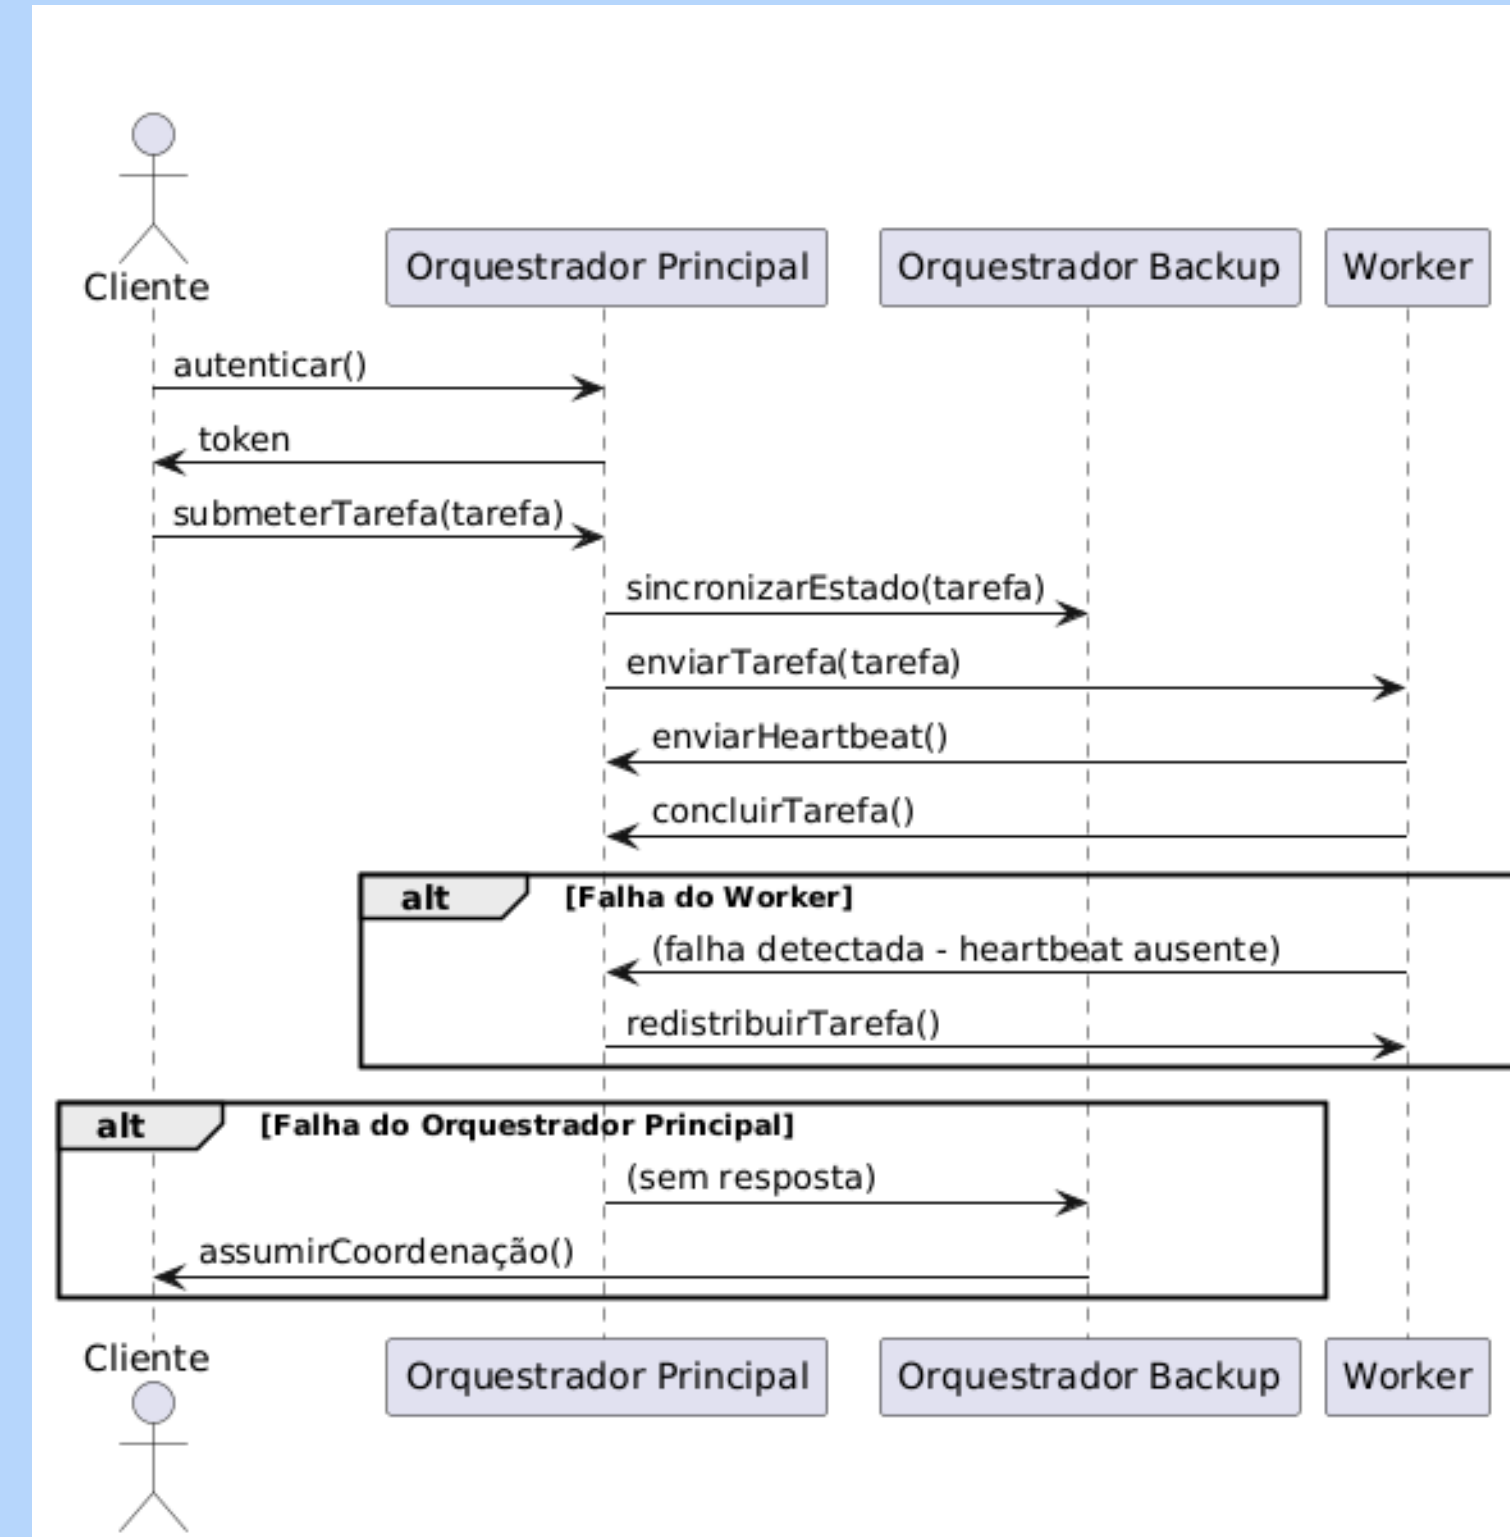 Cliente
Orquestrador Principal
Orquestrador Backup
Worker
autenticar()
token
submeterTarefa(tarefa)
sincronizarEstado(tarefa)
enviarTarefa(tarefa)
enviarHeartbeat()
concluirTarefa()
alt [Falha do Worker]
(falha detectada - heartbeat ausente)
redistribuirTarefa()
alt [Falha do Orquestrador Principal]
(sem resposta)
assumirCoordenação()
Cliente
Orquestrador Principal
Orquestrador Backup
Worker